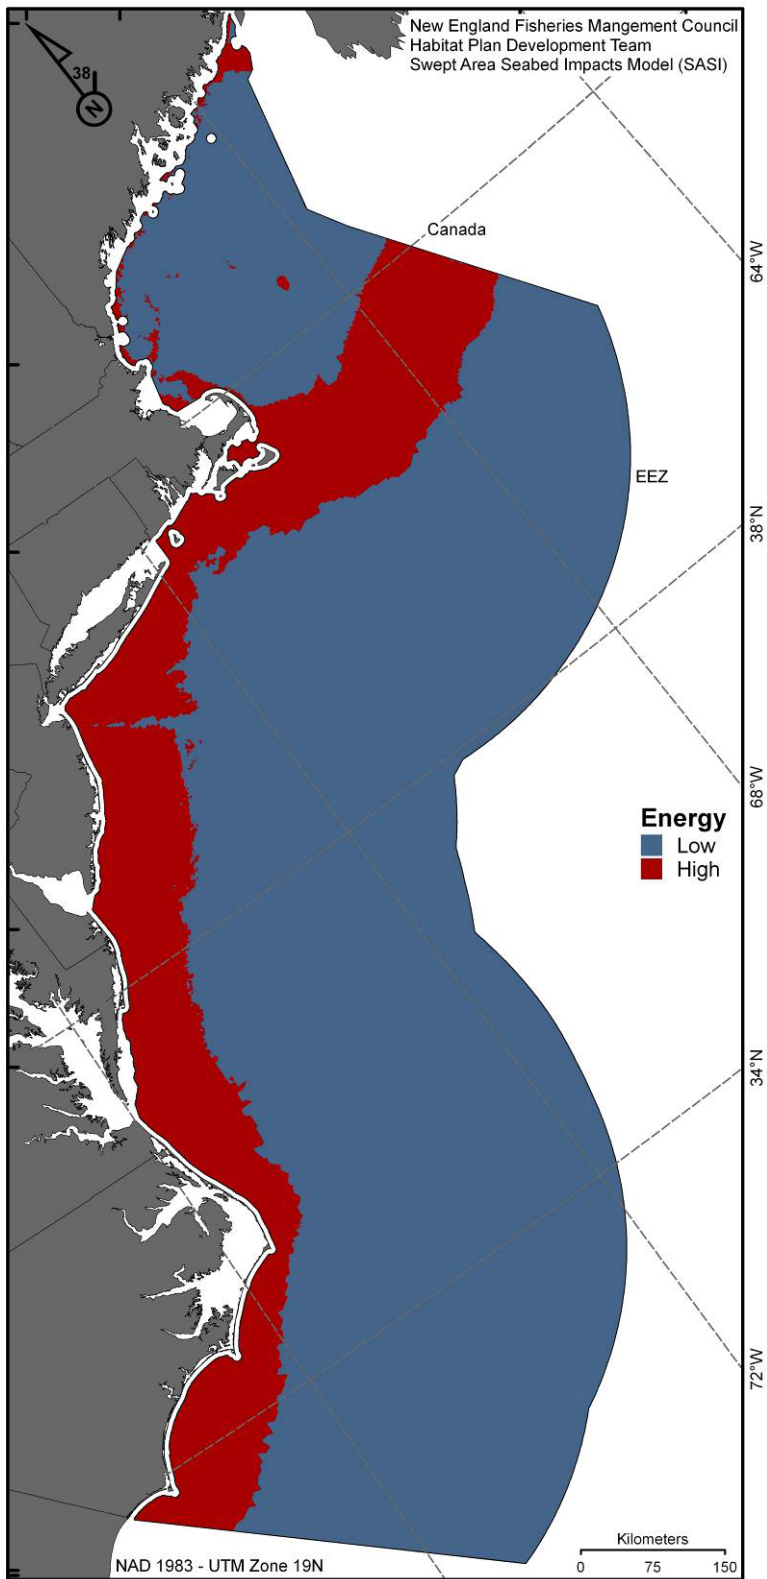 New England Fisheries Mangement Council
Habitat Plan Development Team
Swept Area Seabed Impacts Model (SASI)
38
N
Canada
64°W
EEZ
38°N
68°W
Energy
Low
High
34°N
72°W
Kilometers
0 75 150
NAD 1983 - UTM Zone 19N